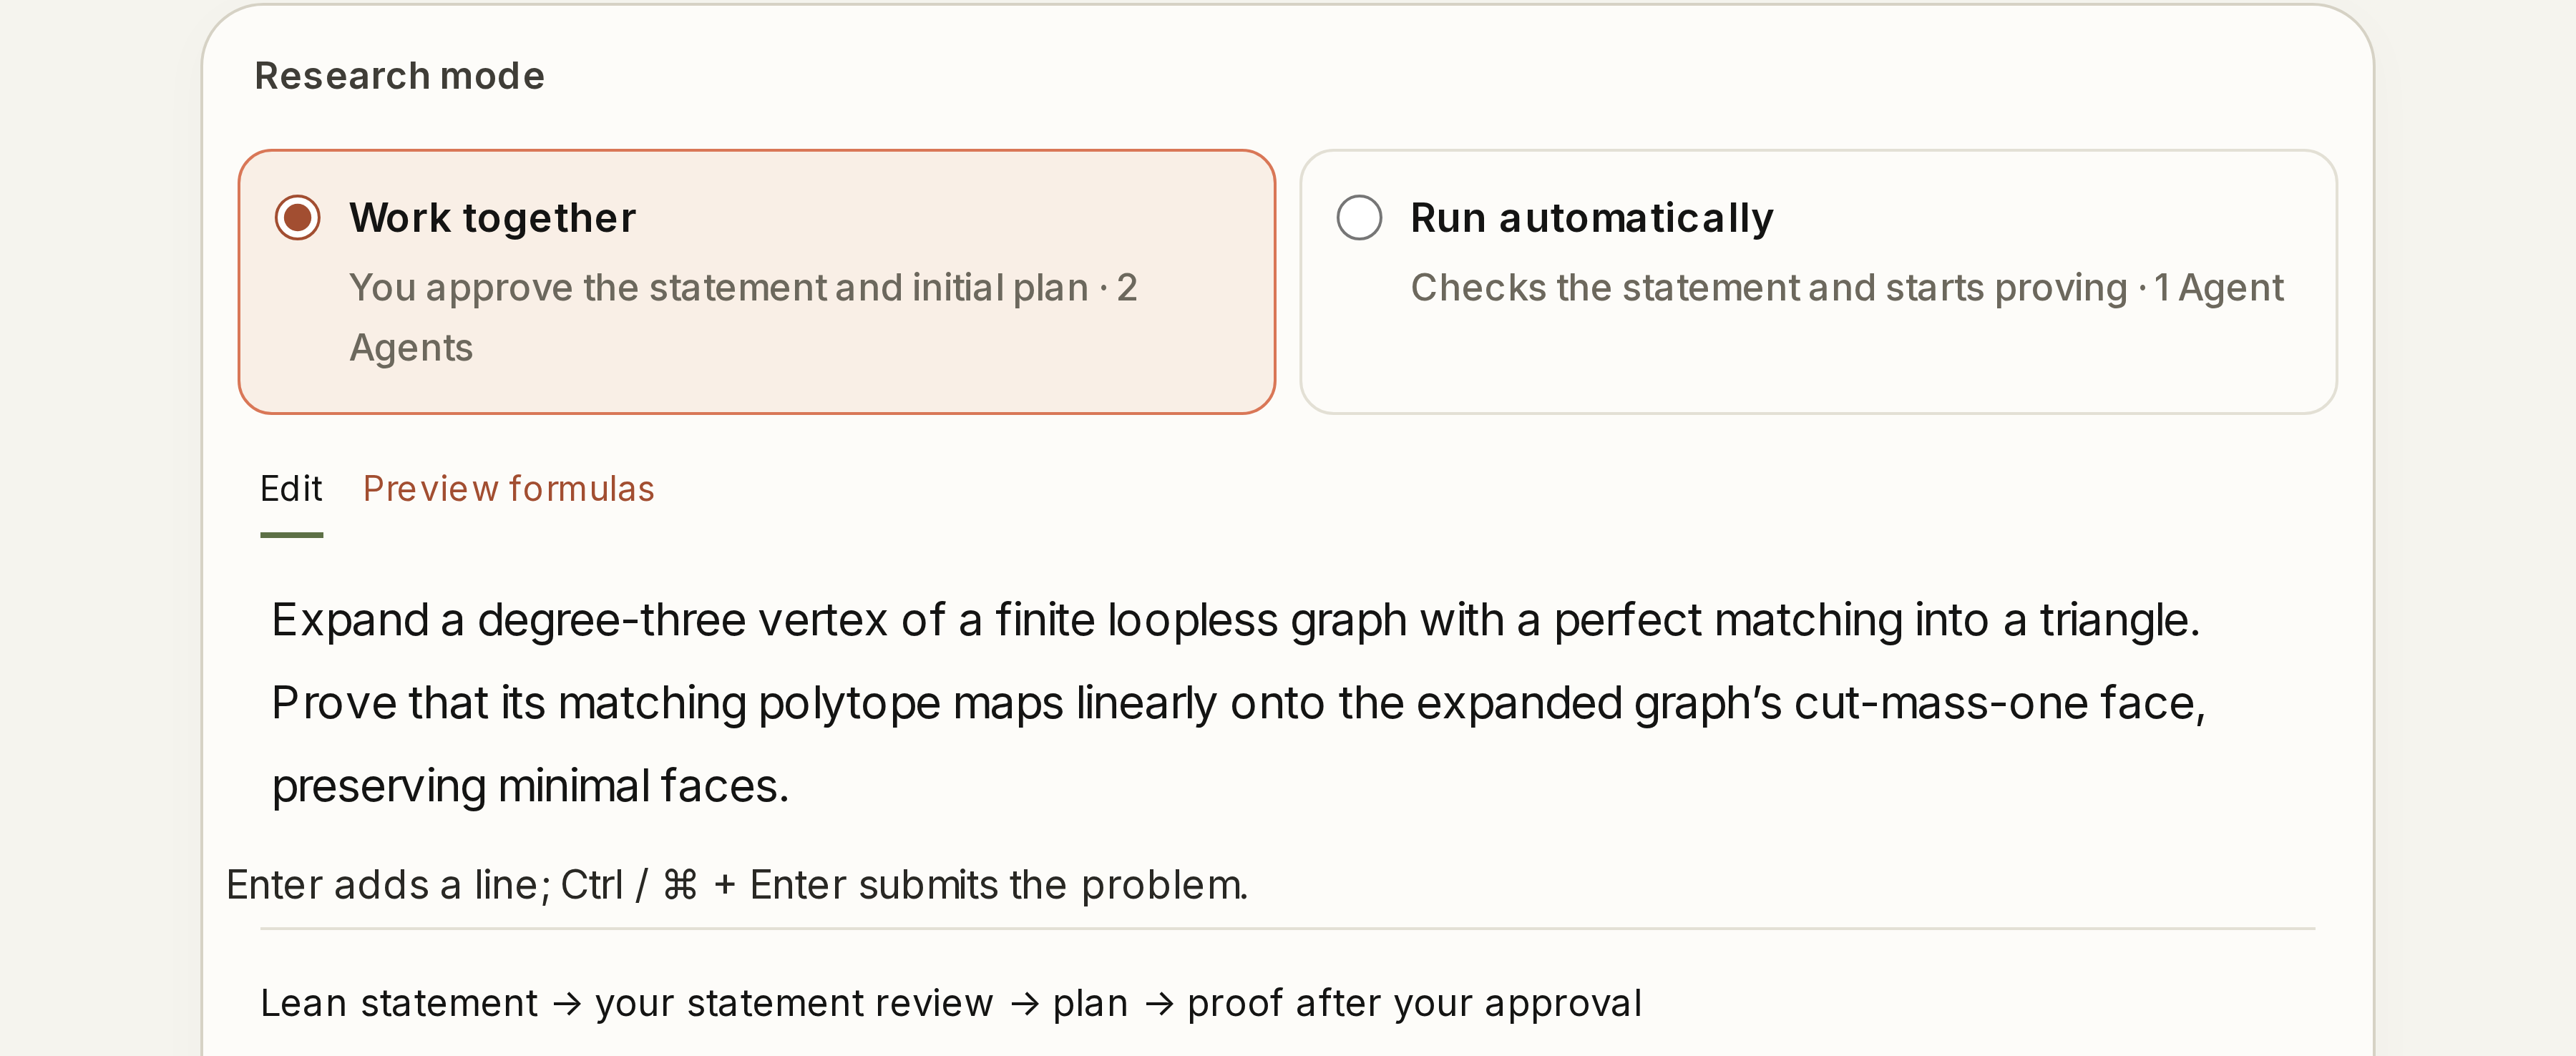 Research mode
Work together
You approve the statement and initial plan · 2
Agents
Run automatically
Checks the statement and starts proving · 1 Agent
Edit
Preview formulas
Expand a degree-three vertex of a finite loopless graph with a perfect matching into a triangle.
Prove that its matching polytope maps linearly onto the expanded graph’s cut-mass-one face,
preserving minimal faces.
Enter adds a line; Ctrl / ⌘ + Enter submits the problem.
Lean statement → your statement review → plan → proof after your approval